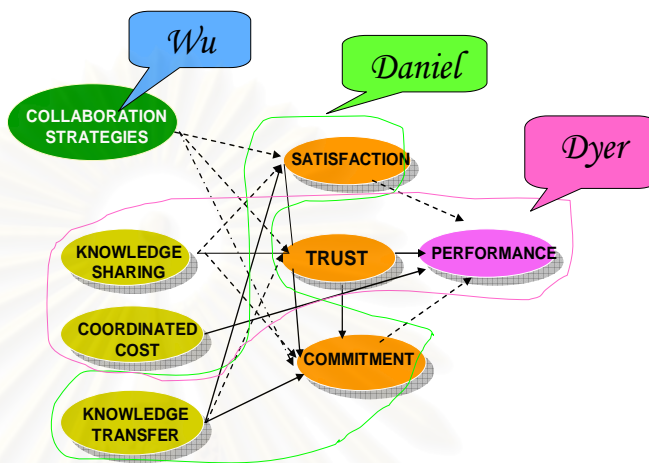 Wu
Daniel
Dyer
COLLABORATION
STRATEGIES
SATISFACTION
KNOWLEDGE
SHARING
TRUST
PERFORMANCE
COORDINATED
COST
COMMITMENT
KNOWLEDGE
TRANSFER